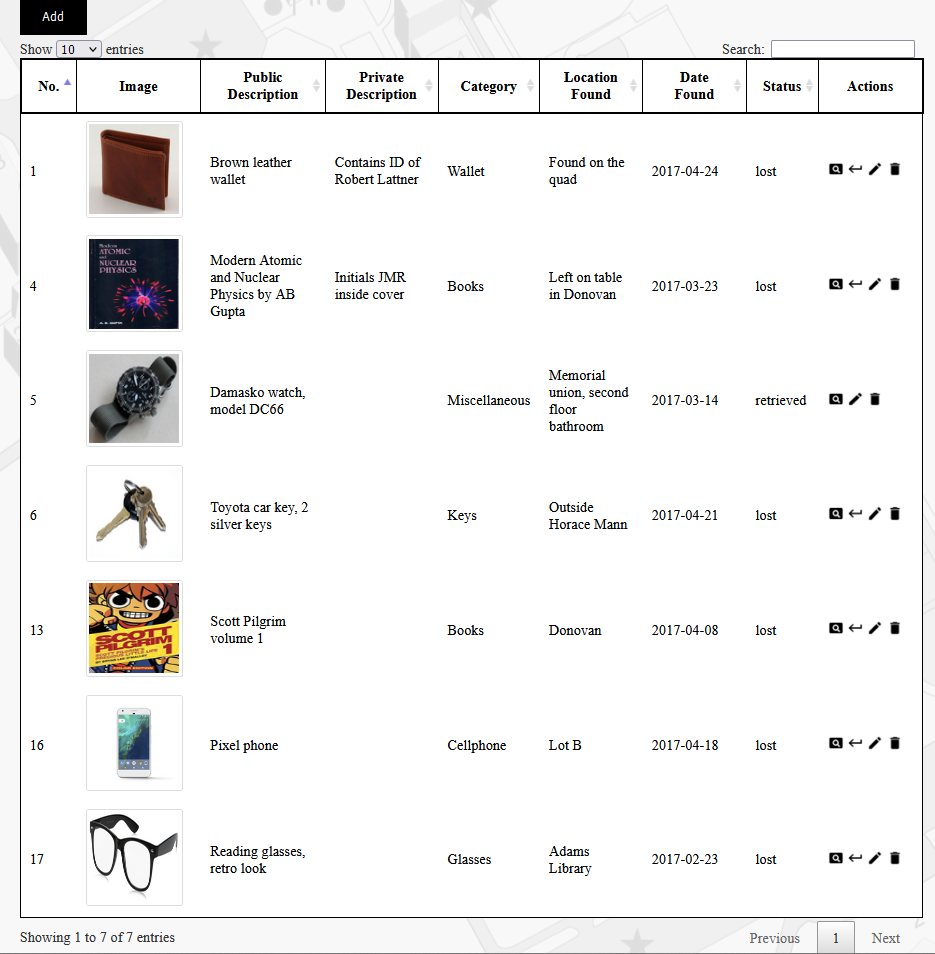 Add
Show 10 entries
Search:
No.
Image
Public
Description
Private
Description
Category
Location
Found
Date
Found
Status
Actions
1
Brown leather
wallet
Contains ID of
Robert Lattner
Wallet
Found on the
quad
2017-04-24
lost
4
Modern
ATOMIC
and
NUCLEAR
PHYSICS
A. B. GUPTA
Modern Atomic
and Nuclear
Physics by AB
Gupta
Initials JMR
inside cover
Books
Left on table
in Donovan
2017-03-23
lost
5
Damasko watch,
model DC66
Miscellaneous
Memorial
union, second
floor
bathroom
2017-03-14
retrieved
6
Toyota car key, 2
silver keys
Keys
Outside
Horace Mann
2017-04-21
lost
13
SCOTT
PILGRIM
1
SCOTT PILGRIM'S
PRECIOUS LITTLE LIFE
Scott Pilgrim
volume 1
Books
Donovan
2017-04-08
lost
16
Pixel phone
Cellphone
Lot B
2017-04-18
lost
17
Reading glasses,
retro look
Glasses
Adams
Library
2017-02-23
lost
Showing 1 to 7 of 7 entries
Previous
1
Next